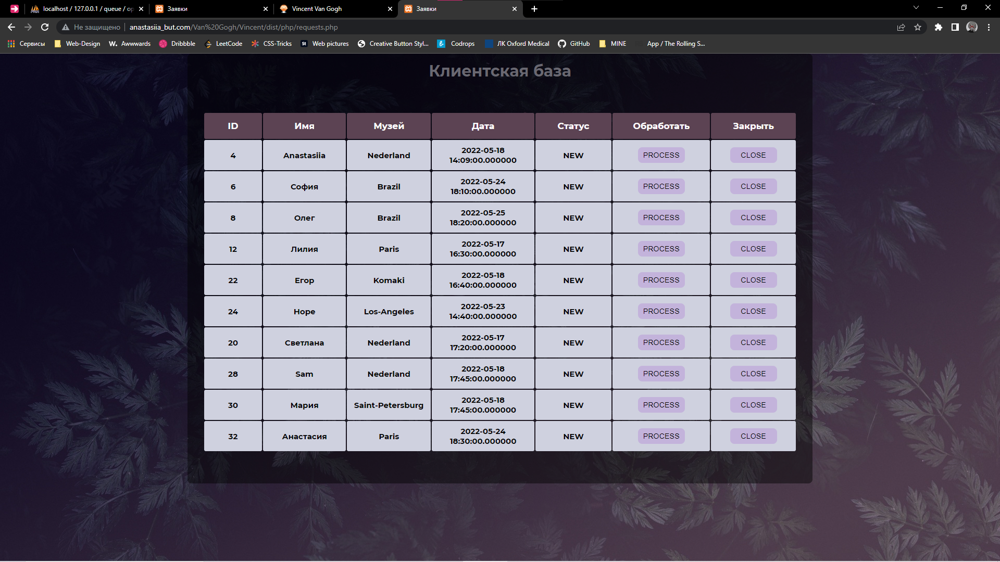 localhost / 127.0.0.1 / queue / op
Заявки
Vincent Van Gogh
Заявки
Не защищено
anastasiia_but.com/Van%20Gogh/Vincent/dist/php/requests.php
Сервисы
Web-Design
W. Awwwards
Dribbble
LeetCode
CSS-Tricks
St Web pictures
Creative Button Styl...
Codrops
ЛК Oxford Medical
GitHub
MINE
App / The Rolling S...
Клиентская база
ID Имя Музей Дата Статус Обработать Закрыть
4 Anastasiia Nederland 2022-05-18 14:09:00.000000 NEW PROCESS CLOSE
6 София Brazil 2022-05-24 18:10:00.000000 NEW PROCESS CLOSE
8 Олег Brazil 2022-05-25 18:20:00.000000 NEW PROCESS CLOSE
12 Лилия Paris 2022-05-17 16:30:00.000000 NEW PROCESS CLOSE
22 Егор Komaki 2022-05-18 16:40:00.000000 NEW PROCESS CLOSE
24 Hope Los-Angeles 2022-05-23 14:40:00.000000 NEW PROCESS CLOSE
20 Светлана Nederland 2022-05-17 17:20:00.000000 NEW PROCESS CLOSE
28 Sam Nederland 2022-05-18 17:45:00.000000 NEW PROCESS CLOSE
30 Мария Saint-Petersburg 2022-05-18 17:45:00.000000 NEW PROCESS CLOSE
32 Анастасия Paris 2022-05-24 18:30:00.000000 NEW PROCESS CLOSE